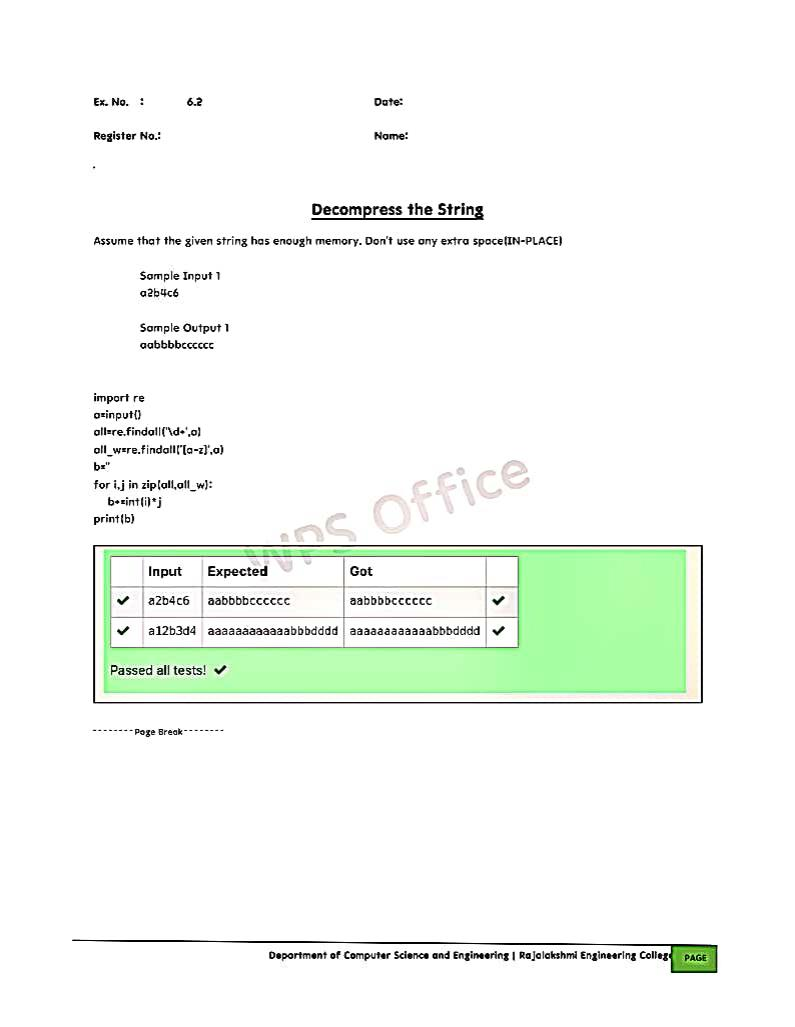 Ex. No. : 6.2 Date:
Register No.: Name:
.
Decompress the String
Assume that the given string has enough memory. Don't use any extra space(IN-PLACE)
Sample Input 1
a2b4c6
Sample Output 1
aabbbbcccccc
import re
a=input()
all=re.findall('\d+',a)
all_w=re.findall('[a-z]',a)
b=''
for i,j in zip(all,all_w):
b+=int(i)*j
print(b)
WPS Office
Input Expected Got
✔ a2b4c6 aabbbbcccccc aabbbbcccccc ✔
✔ a12b3d4 aaaaaaaaaaaabbbdddd aaaaaaaaaaaabbbdddd ✔
Passed all tests! ✔
--------Page Break--------
Department of Computer Science and Engineering | Rajalakshmi Engineering College PAGE